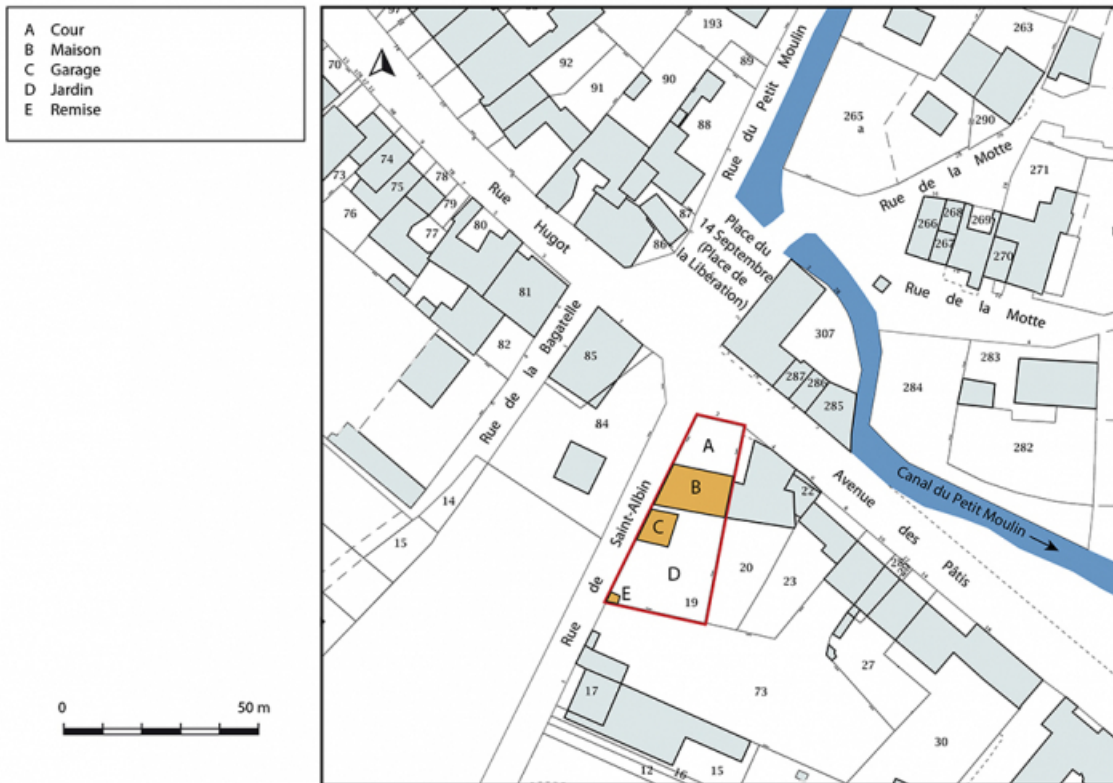 A Cour
B Maison
C Garage
D Jardin
E Remise
0 50 m
193
263
92
89
90
70
91
265
a
88
290
Rue du Petit Moulin
Rue de la Motte
271
74
73
78
75
79
76
Rue Hugot
87
80
77
86
Place du
14 Septembre
(Place de
la Libération)
266
268
269
267
270
81
Rue de la Motte
82
Rue de la Bagatelle
85
307
283
287
286
285
284
84
282
A
B
22
Avenue des Pâtis
Canal du Petit Moulin
C
14
15
D
20
23
E
19
Rue de Saint-Albin
27
17
73
30
12
16
15